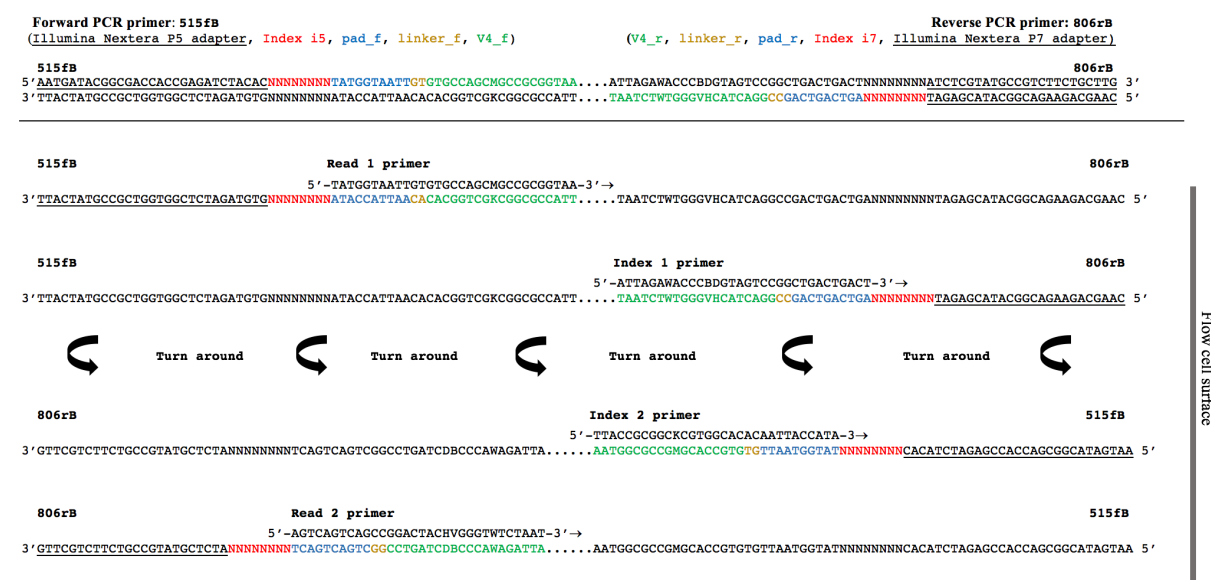 Forward PCR primer: 515fB
Reverse PCR primer: 806rB
(Illumina Nextera P5 adapter, Index i5, pad_f, linker_f, V4_f)
(V4_r, linker_r, pad_r, Index i7, Illumina Nextera P7 adapter)
515fB
806rB
5′AATGATACGGCGACCACCGAGATCTACACNNNNNNNNTATGGTAATTGTGTGCCAGCMGCCGCGGTAA....ATTAGAWACCCBDGTAGTCCGGCTGACTGACTNNNNNNNNATCTCGTATGCCGTCTTCTGCTTG 3′
3′TTACTATGCCGCTGGTGGCTCTAGATGTGNNNNNNNNATACCATTAACACACGGTCGKCGGCGCCATT....TAATCTWTGGGVHCATCAGGCCGACTGACTGANNNNNNNNTAGAGCATACGGCAGAAGACGAAC 5′
515fB
Read 1 primer
806rB
5′-TATGGTAATTGTGTGCCAGCMGCCGCGGTAA-3′→
3′TTACTATGCCGCTGGTGGCTCTAGATGTGNNNNNNNNATACCATTAACACACGGTCGKCGGCGCCATT.....TAATCTWTGGGVHCATCAGGCCGACTGACTGANNNNNNNNTAGAGCATACGGCAGAAGACGAAC 5′
515fB
Index 1 primer
806rB
5′-ATTAGAWACCCBDGTAGTCCGGCTGACTGACT-3′→
3′TTACTATGCCGCTGGTGGCTCTAGATGTGNNNNNNNNATACCATTAACACACGGTCGKCGGCGCCATT.....TAATCTWTGGGVHCATCAGGCCGACTGACTGANNNNNNNNTAGAGCATACGGCAGAAGACGAAC 5′
Turn around
Turn around
Turn around
Turn around
Flow cell surface
806rB
Index 2 primer
515fB
5′-TTACCGCGGCKCGTGGCACACAATTACCATA-3→
3′GTTCGTCTTCTGCCGTATGCTCTANNNNNNNNTCAGTCAGTCGGCCTGATCDBCCCAWAGATTA......AATGGCGCCGMGCACCGTGTGTTAATGGTATNNNNNNNNCACATCTAGAGCCACCAGCGGCATAGTAA 5′
806rB
Read 2 primer
515fB
5′-AGTCAGTCAGCCGGACTACHVGGGTWTCTAAT-3′→
3′GTTCGTCTTCTGCCGTATGCTCTANNNNNNNNTCAGTCAGTCGGCCTGATCDBCCCAWAGATTA......AATGGCGCCGMGCACCGTGTGTTAATGGTATNNNNNNNNCACATCTAGAGCCACCAGCGGCATAGTAA 5′